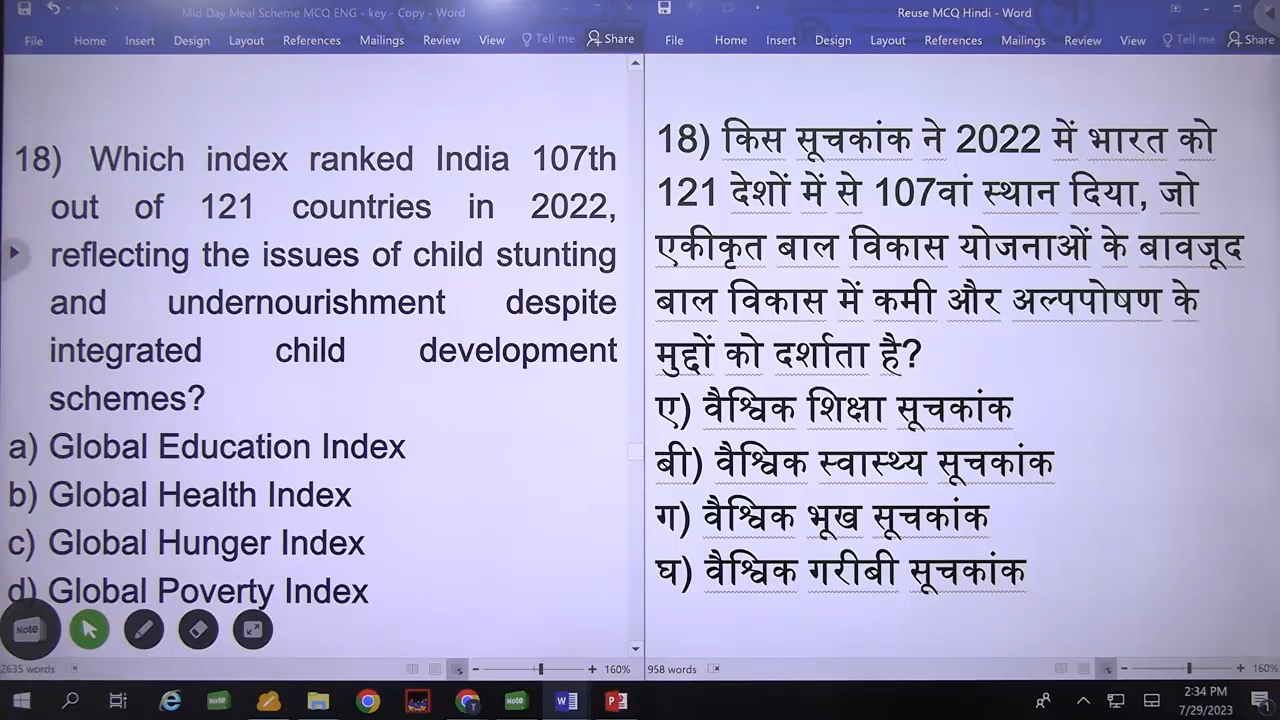 Mid Day Meal Scheme MCQ ENG - key - Copy - Word
File Home Insert Design Layout References Mailings Review View Tell me Share
18) Which index ranked India 107th
out of 121 countries in 2022,
reflecting the issues of child stunting
and undernourishment despite
integrated child development
schemes?
a) Global Education Index
b) Global Health Index
c) Global Hunger Index
d) Global Poverty Index
Note
2635 words
160%
Reuse MCQ Hindi - Word
File Home Insert Design Layout References Mailings Review View Tell me Share
18) किस सूचकांक ने 2022 में भारत को
121 देशों में से 107वां स्थान दिया, जो
एकीकृत बाल विकास योजनाओं के बावजूद
बाल विकास में कमी और अल्पपोषण के
मुद्दों को दर्शाता है?
ए) वैश्विक शिक्षा सूचकांक
बी) वैश्विक स्वास्थ्य सूचकांक
ग) वैश्विक भूख सूचकांक
घ) वैश्विक गरीबी सूचकांक
958 words
160%
Note
Note
2:34 PM
7/29/2023